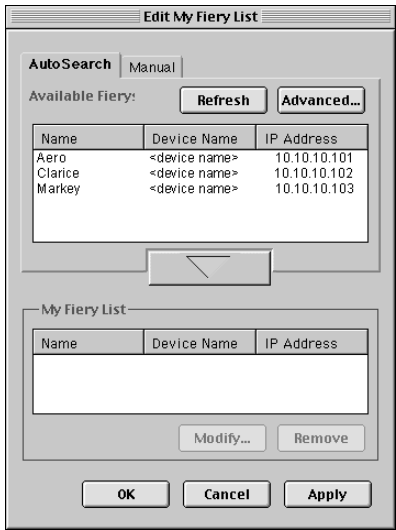 Edit My Fiery List
AutoSearch Manual
Available Fiery: Refresh Advanced...
Name Device Name IP Address
Aero <device name> 10.10.10.101
Clarice <device name> 10.10.10.102
Markey <device name> 10.10.10.103
My Fiery List
Name Device Name IP Address
Modify... Remove
OK Cancel Apply